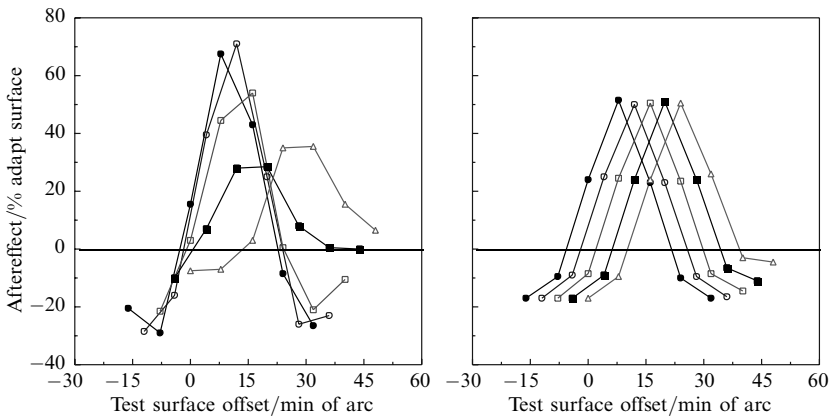 80
60
40
20
0
−20
−40
Aftereffect/% adapt surface
−30 −15 0 15 30 45 60
Test surface offset/min of arc
−30 −15 0 15 30 45 60
Test surface offset/min of arc